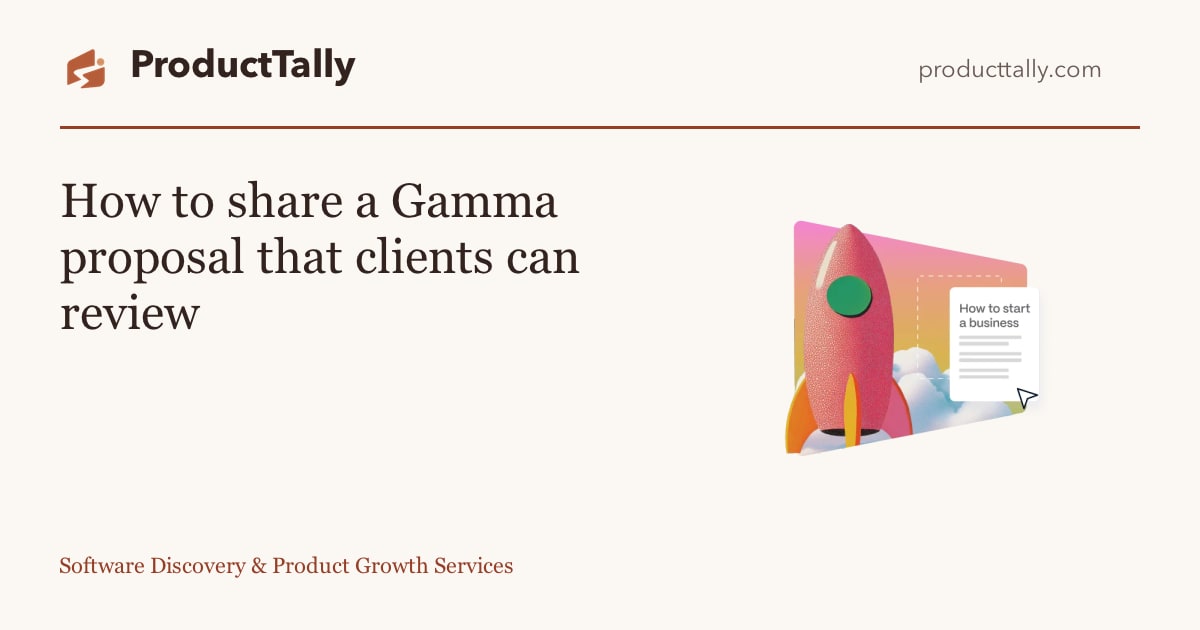 ProductTally
producttally.com
How to share a Gamma
proposal that clients can
review
How to start
a business
Software Discovery & Product Growth Services